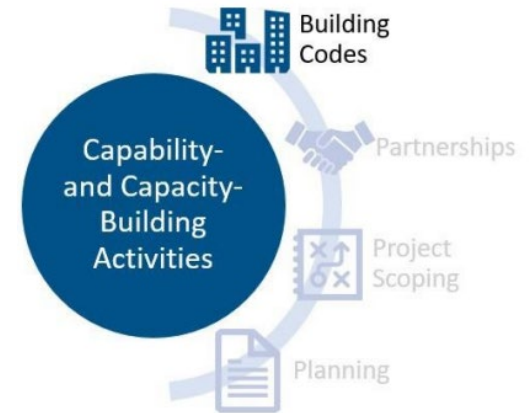 Building
Codes
Capability-
and Capacity-
Building
Activities
Partnerships
Project
Scoping
Planning